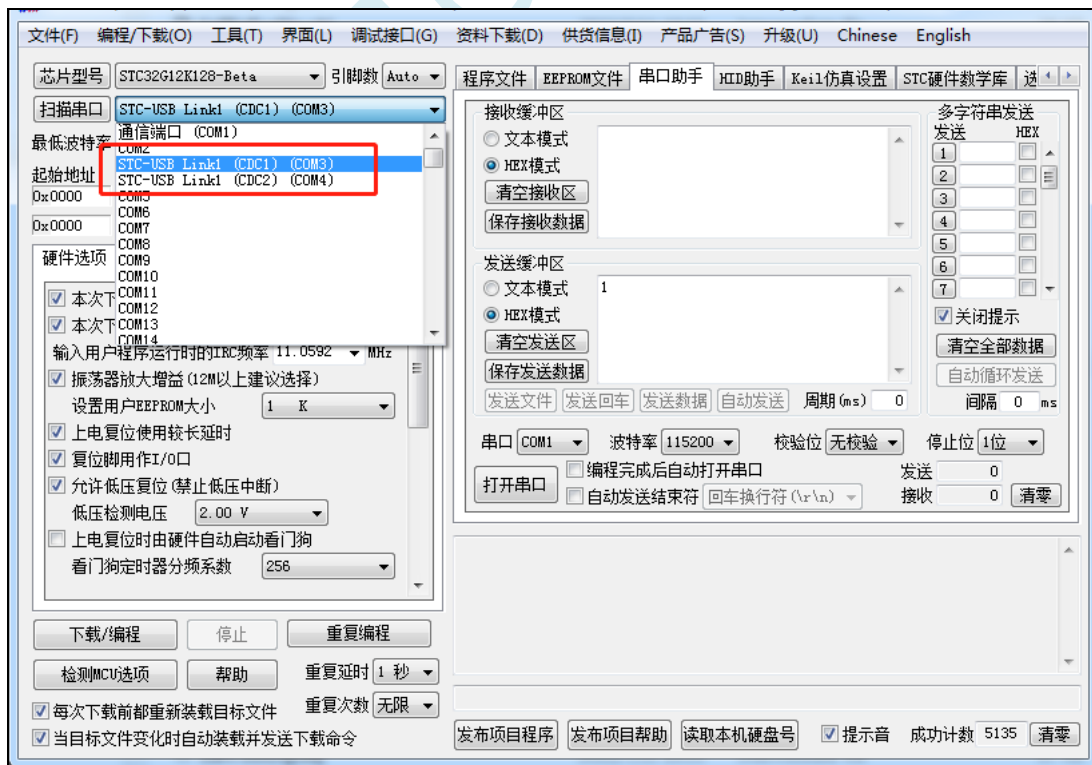 文件(F) 编程/下载(O) 工具(T) 界面(L) 调试接口(G) 资料下载(D) 供货信息(I) 产品广告(S) 升级(U) Chinese English
芯片型号 STC32G12K128-Beta 引脚数 Auto
扫描串口 STC-USB Link1 (CDC1) (COM3)
最低波特率
起始地址
0x0000
0x0000
通信端口 (COM1)
COM2
STC-USB Link1 (CDC1) (COM3)
STC-USB Link1 (CDC2) (COM4)
COM5
COM6
COM7
COM8
COM9
COM10
COM11
COM12
COM13
COM14
硬件选项
本次下
本次下
输入用户程序运行时的IRC频率 11.0592 MHz
振荡器放大增益(12M以上建议选择)
设置用户EEPROM大小 1 K
上电复位使用较长延时
复位脚用作I/O口
允许低压复位(禁止低压中断)
低压检测电压 2.00 V
上电复位时由硬件自动启动看门狗
看门狗定时器分频系数 256
下载/编程 停止 重复编程
检测MCU选项 帮助 重复延时 1 秒
每次下载前都重新装载目标文件 重复次数 无限
当目标文件变化时自动装载并发送下载命令
程序文件 EEPROM文件 串口助手 HID助手 Keil仿真设置 STC硬件数学库
接收缓冲区
文本模式
HEX模式
清空接收区
保存接收数据
发送缓冲区
文本模式 1
HEX模式
清空发送区
保存发送数据
发送文件 发送回车 发送数据 自动发送 周期(ms) 0
多字符串发送
发送 HEX
1
2
3
4
5
6
7
关闭提示
清空全部数据
自动循环发送
间隔 0 ms
串口 COM1 波特率 115200 校验位 无校验 停止位 1位
打开串口 编程完成后自动打开串口 发送 0
自动发送结束符 回车换行符(\r\n) 接收 0 清零
发布项目程序 发布项目帮助 读取本机硬盘号 提示音 成功计数 5135 清零